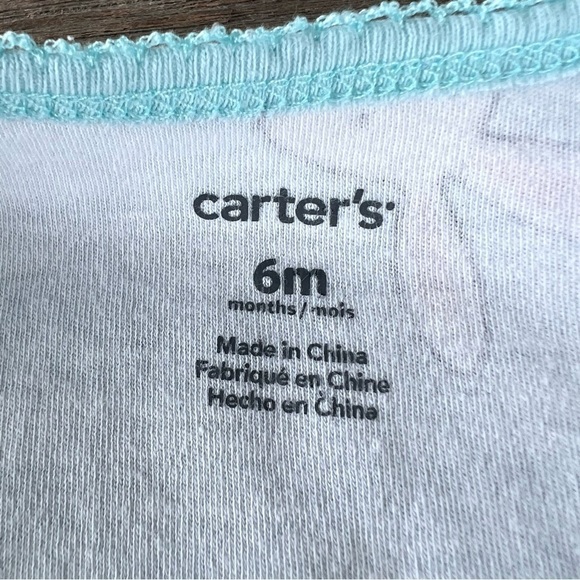 carter's
6m
months / mois
Made in China
Fabriqué en Chine
Hecho en China